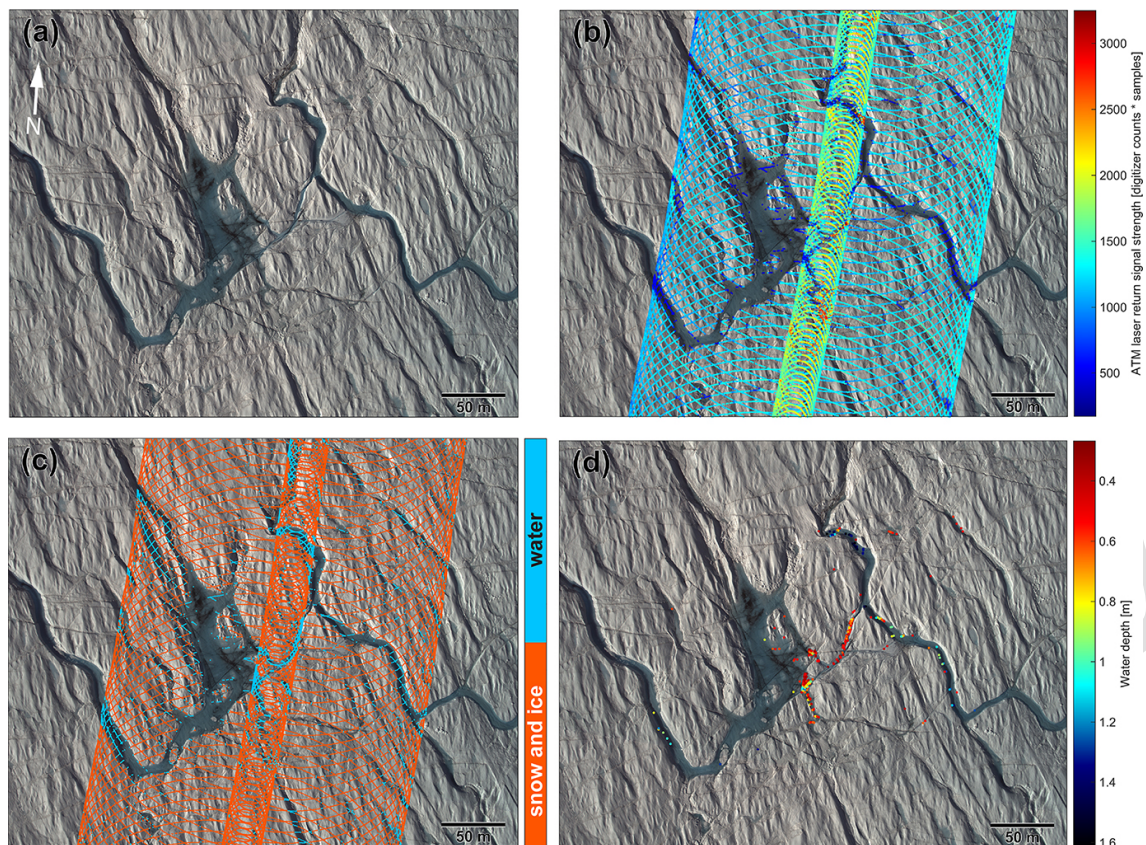 (a)
N
50 m
(b)
50 m
3000
2500
2000
1500
1000
500
ATM laser return signal strength [digitizer counts * samples]
(c)
50 m
water
snow and ice
(d)
50 m
0.4
0.6
0.8
1
1.2
1.4
1.6
Water depth [m]